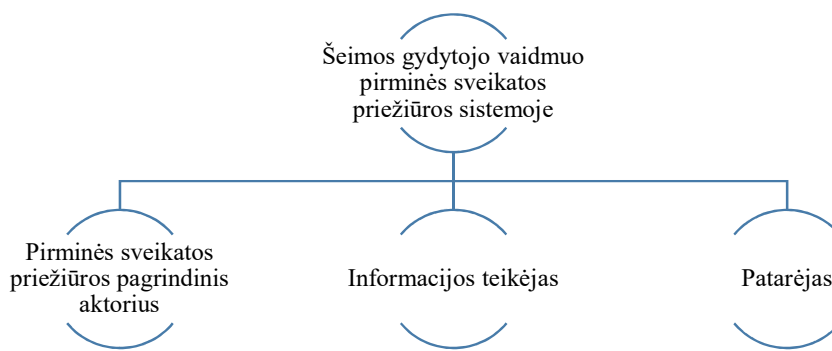 Šeimos gydytojo vaidmuo
pirminės sveikatos
priežiūros sistemoje
Pirminės sveikatos
priežiūros pagrindinis
aktorius
Informacijos teikėjas
Patarėjas